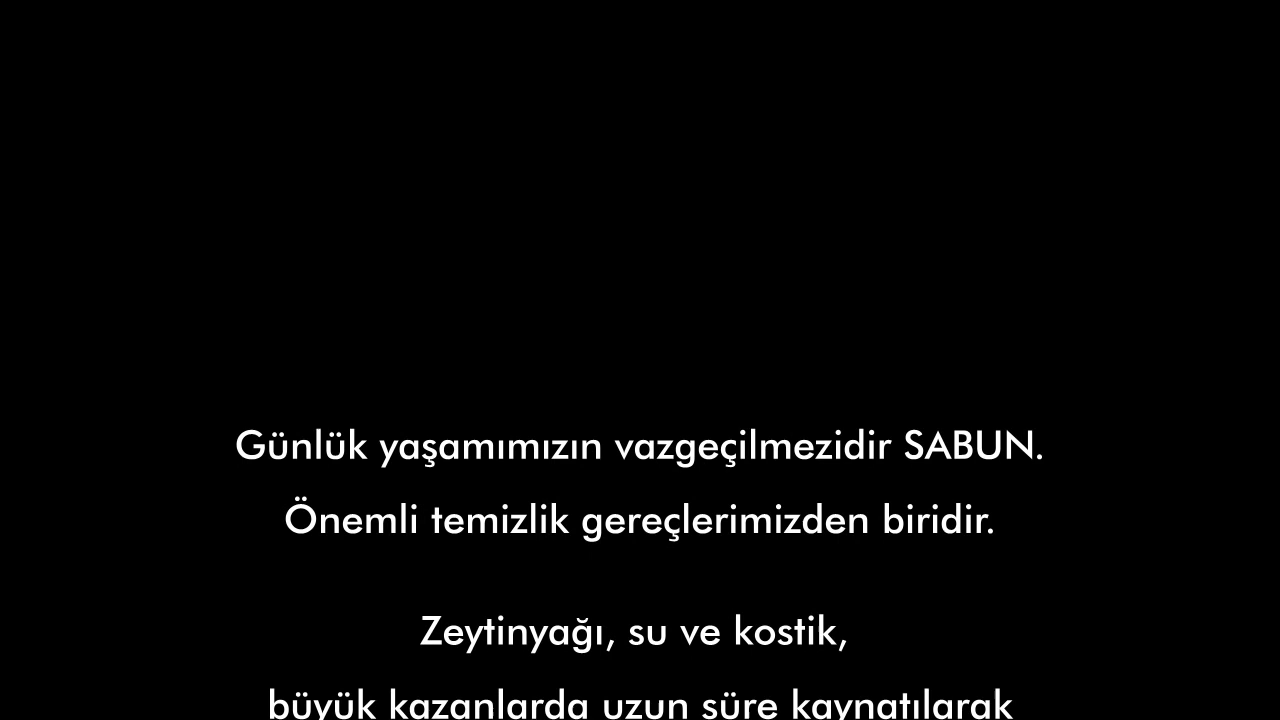 Günlük yaşamımızın vazgeçilmezidir SABUN.
Önemli temizlik gereçlerimizden biridir.
Zeytinyağı, su ve kostik,
büyük kazanlarda uzun süre kaynatılarak